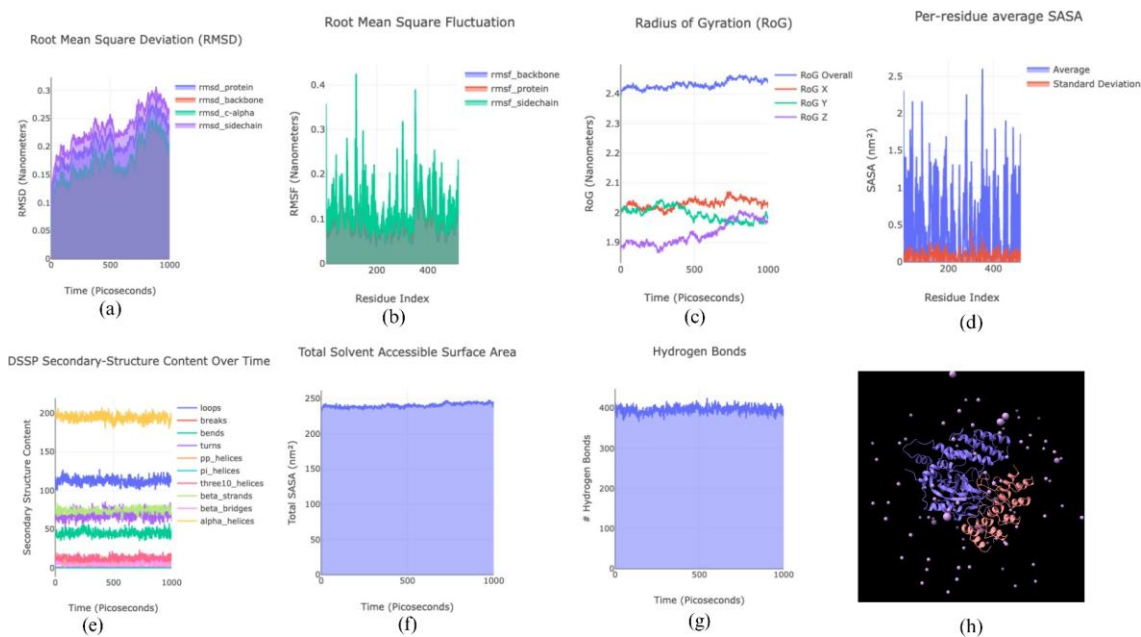 Root Mean Square Deviation (RMSD)
RMSD (Nanometers)
0.3
0.25
0.2
0.15
0.1
0.05
0
0
500
1000
Time (Picoseconds)
rmsd_protein
rmsd_backbone
rmsd_c-alpha
rmsd_sidechain
(a)
Root Mean Square Fluctuation
RMSF (Nanometers)
0.4
0.3
0.2
0.1
0
200
400
Residue Index
rmsf_backbone
rmsf_protein
rmsf_sidechain
(b)
Radius of Gyration (RoG)
RoG (Nanometers)
2.4
2.3
2.2
2.1
2
1.9
0
500
1000
Time (Picoseconds)
RoG Overall
RoG X
RoG Y
RoG Z
(c)
Per-residue average SASA
SASA (nm²)
2.5
2
1.5
1
0.5
0
200
400
Residue Index
Average
Standard Deviation
(d)
DSSP Secondary-Structure Content Over Time
Secondary Structure Content
200
150
100
50
0
0
500
1000
Time (Picoseconds)
loops
breaks
bends
turns
pp_helices
pi_helices
three10_helices
beta_strands
beta_bridges
alpha_helices
(e)
Total Solvent Accessible Surface Area
Total SASA (nm²)
250
200
150
100
50
0
0
500
1000
Time (Picoseconds)
(f)
Hydrogen Bonds
# Hydrogen Bonds
400
300
200
100
0
0
500
1000
Time (Picoseconds)
(g)
(h)